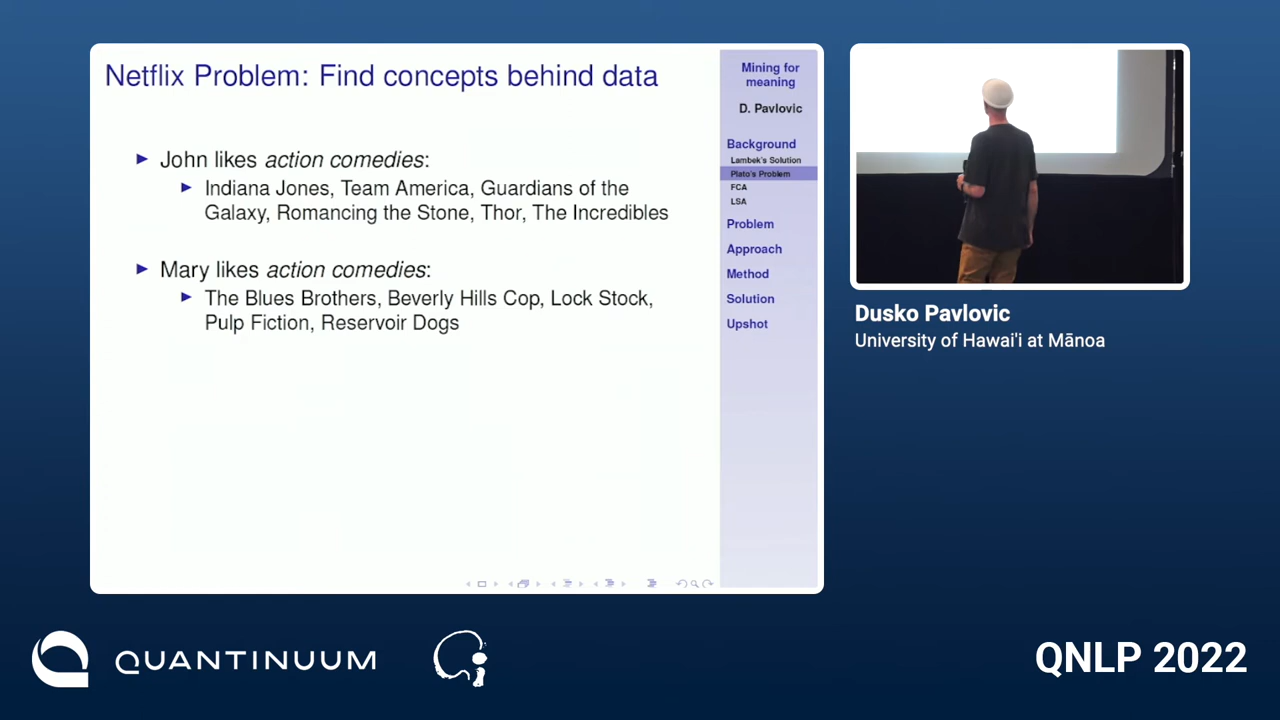 Netflix Problem: Find concepts behind data
John likes action comedies:
Indiana Jones, Team America, Guardians of the
Galaxy, Romancing the Stone, Thor, The Incredibles
Mary likes action comedies:
The Blues Brothers, Beverly Hills Cop, Lock Stock,
Pulp Fiction, Reservoir Dogs
Mining for
meaning
D. Pavlovic
Background
Lambek's Solution
Plato's Problem
FCA
LSA
Problem
Approach
Method
Solution
Upshot
Dusko Pavlovic
University of Hawai'i at Mānoa
QUANTINUUM
QNLP 2022